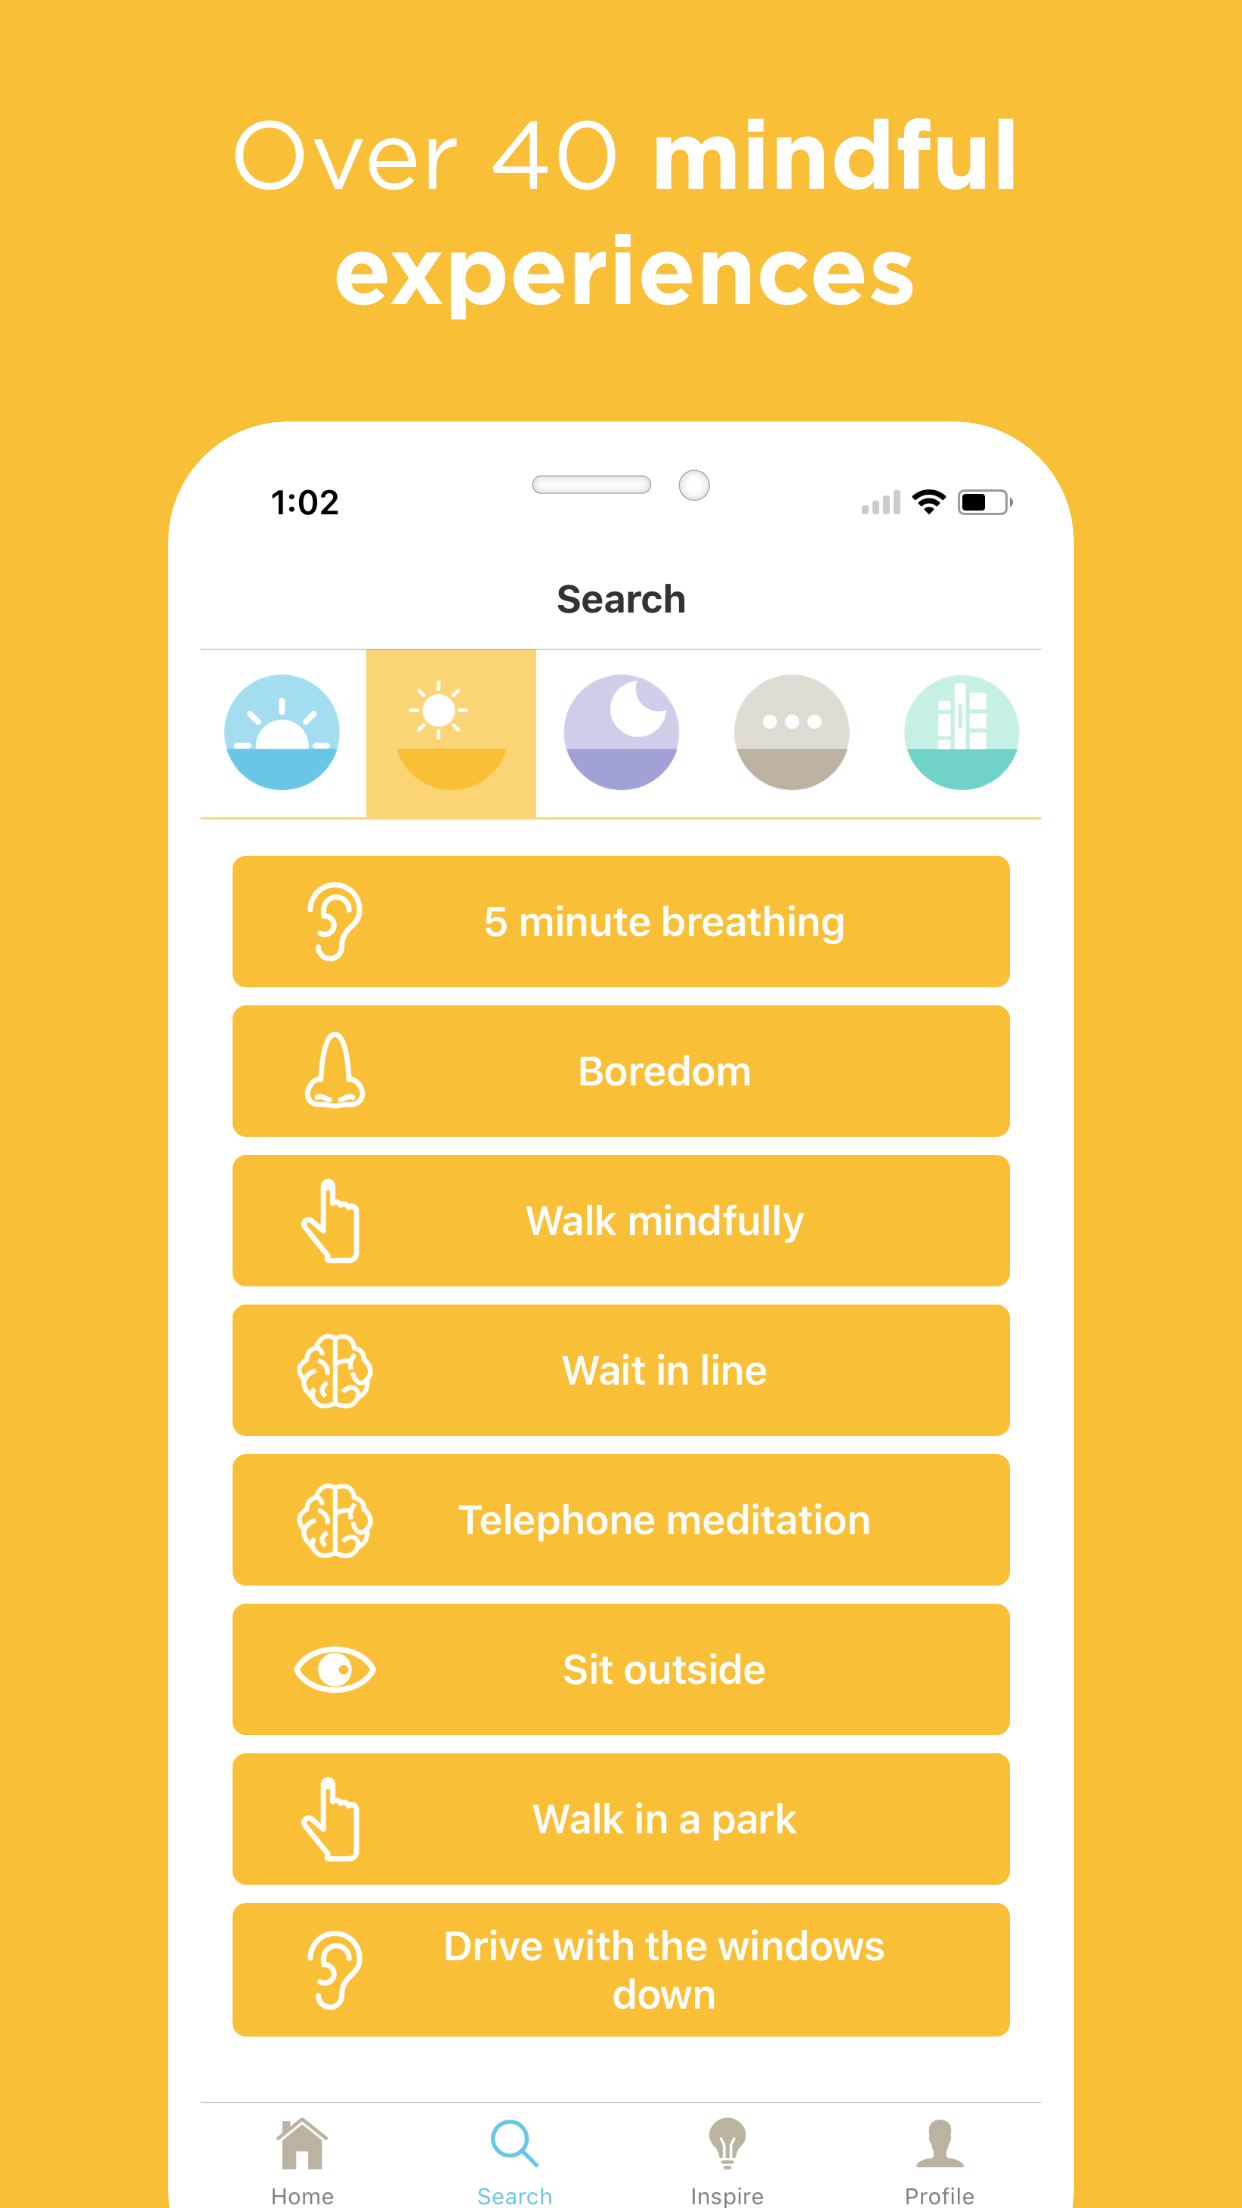 Over 40 mindful
experiences
1:02
Search
5 minute breathing
Boredom
Walk mindfully
Wait in line
Telephone meditation
Sit outside
Walk in a park
Drive with the windows
down
Home Search Inspire Profile